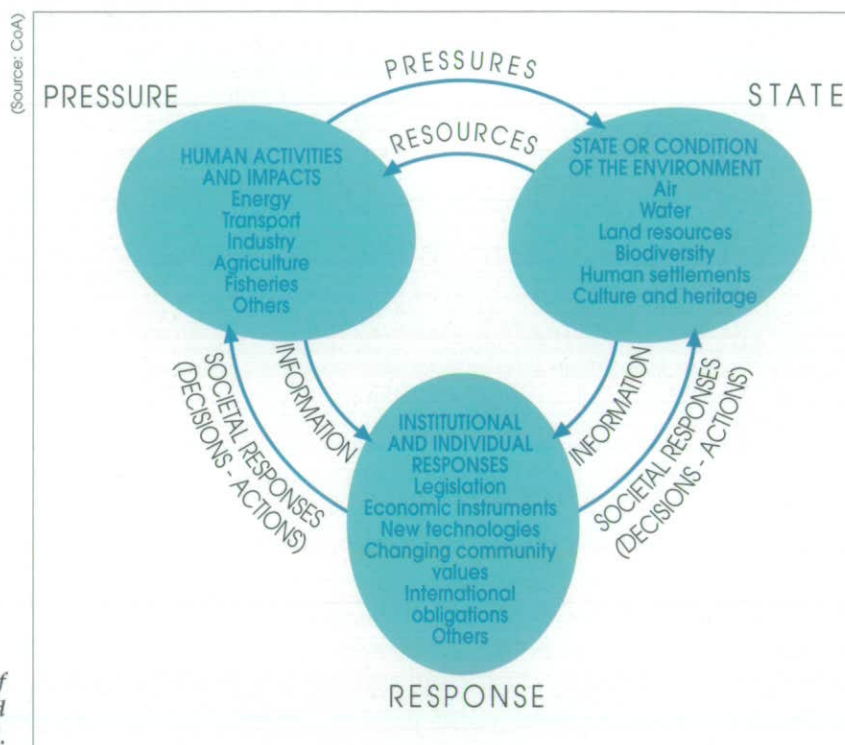 (Source: CoA)
PRESSURE
PRESSURES
STATE
RESOURCES
HUMAN ACTIVITIES
AND IMPACTS
Energy
Transport
Industry
Agriculture
Fisheries
Others
STATE OR CONDITION
OF THE ENVIRONMENT
Air
Water
Land resources
Biodiversity
Human settlements
Culture and heritage
SOCIETAL RESPONSES
(DECISIONS - ACTIONS)
INFORMATION
INFORMATION
SOCIETAL RESPONSES
(DECISIONS - ACTIONS)
INSTITUTIONAL
AND INDIVIDUAL
RESPONSES
Legislation
Economic instruments
New technologies
Changing community
values
International
obligations
Others
RESPONSE